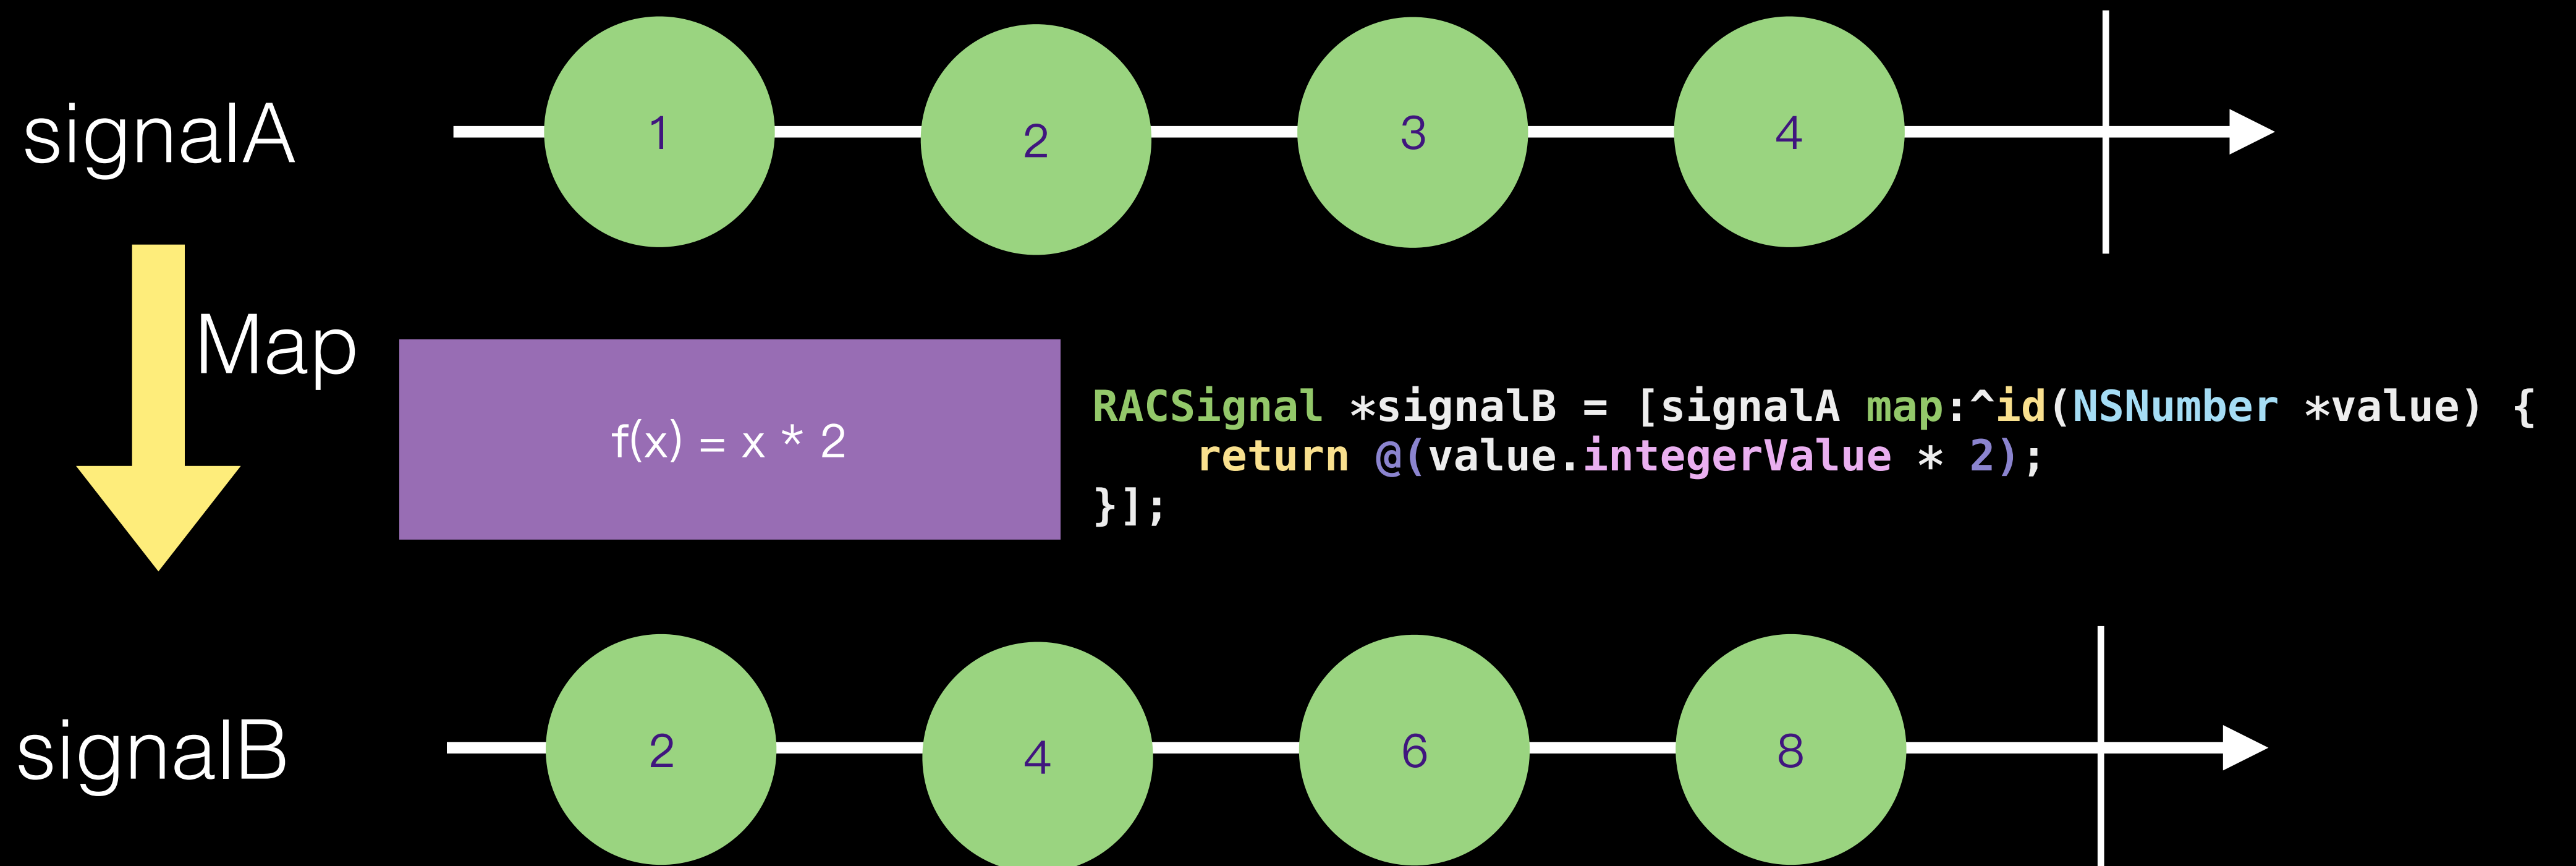 signalA
1 2 3 4
Map
f(x) = x * 2
RACSignal *signalB = [signalA map:^id(NSNumber *value) {
    return @(value.integerValue * 2);
}];
signalB
2 4 6 8